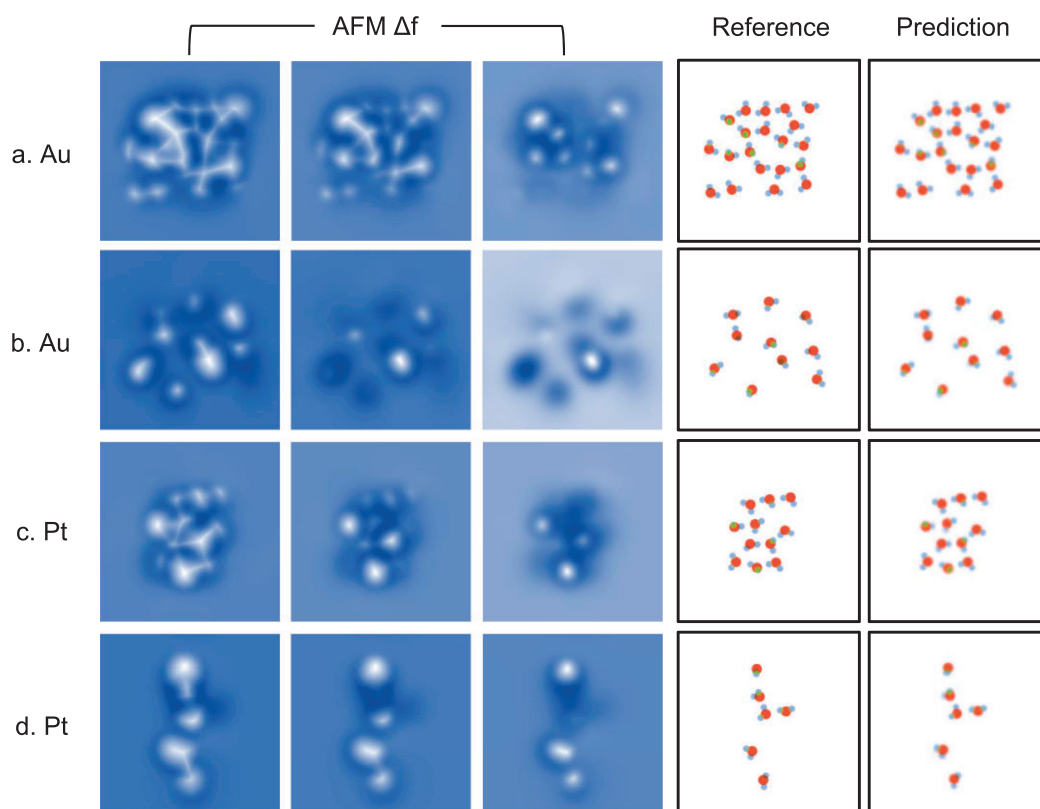 AFM Δf
Reference
Prediction
a. Au
b. Au
c. Pt
d. Pt